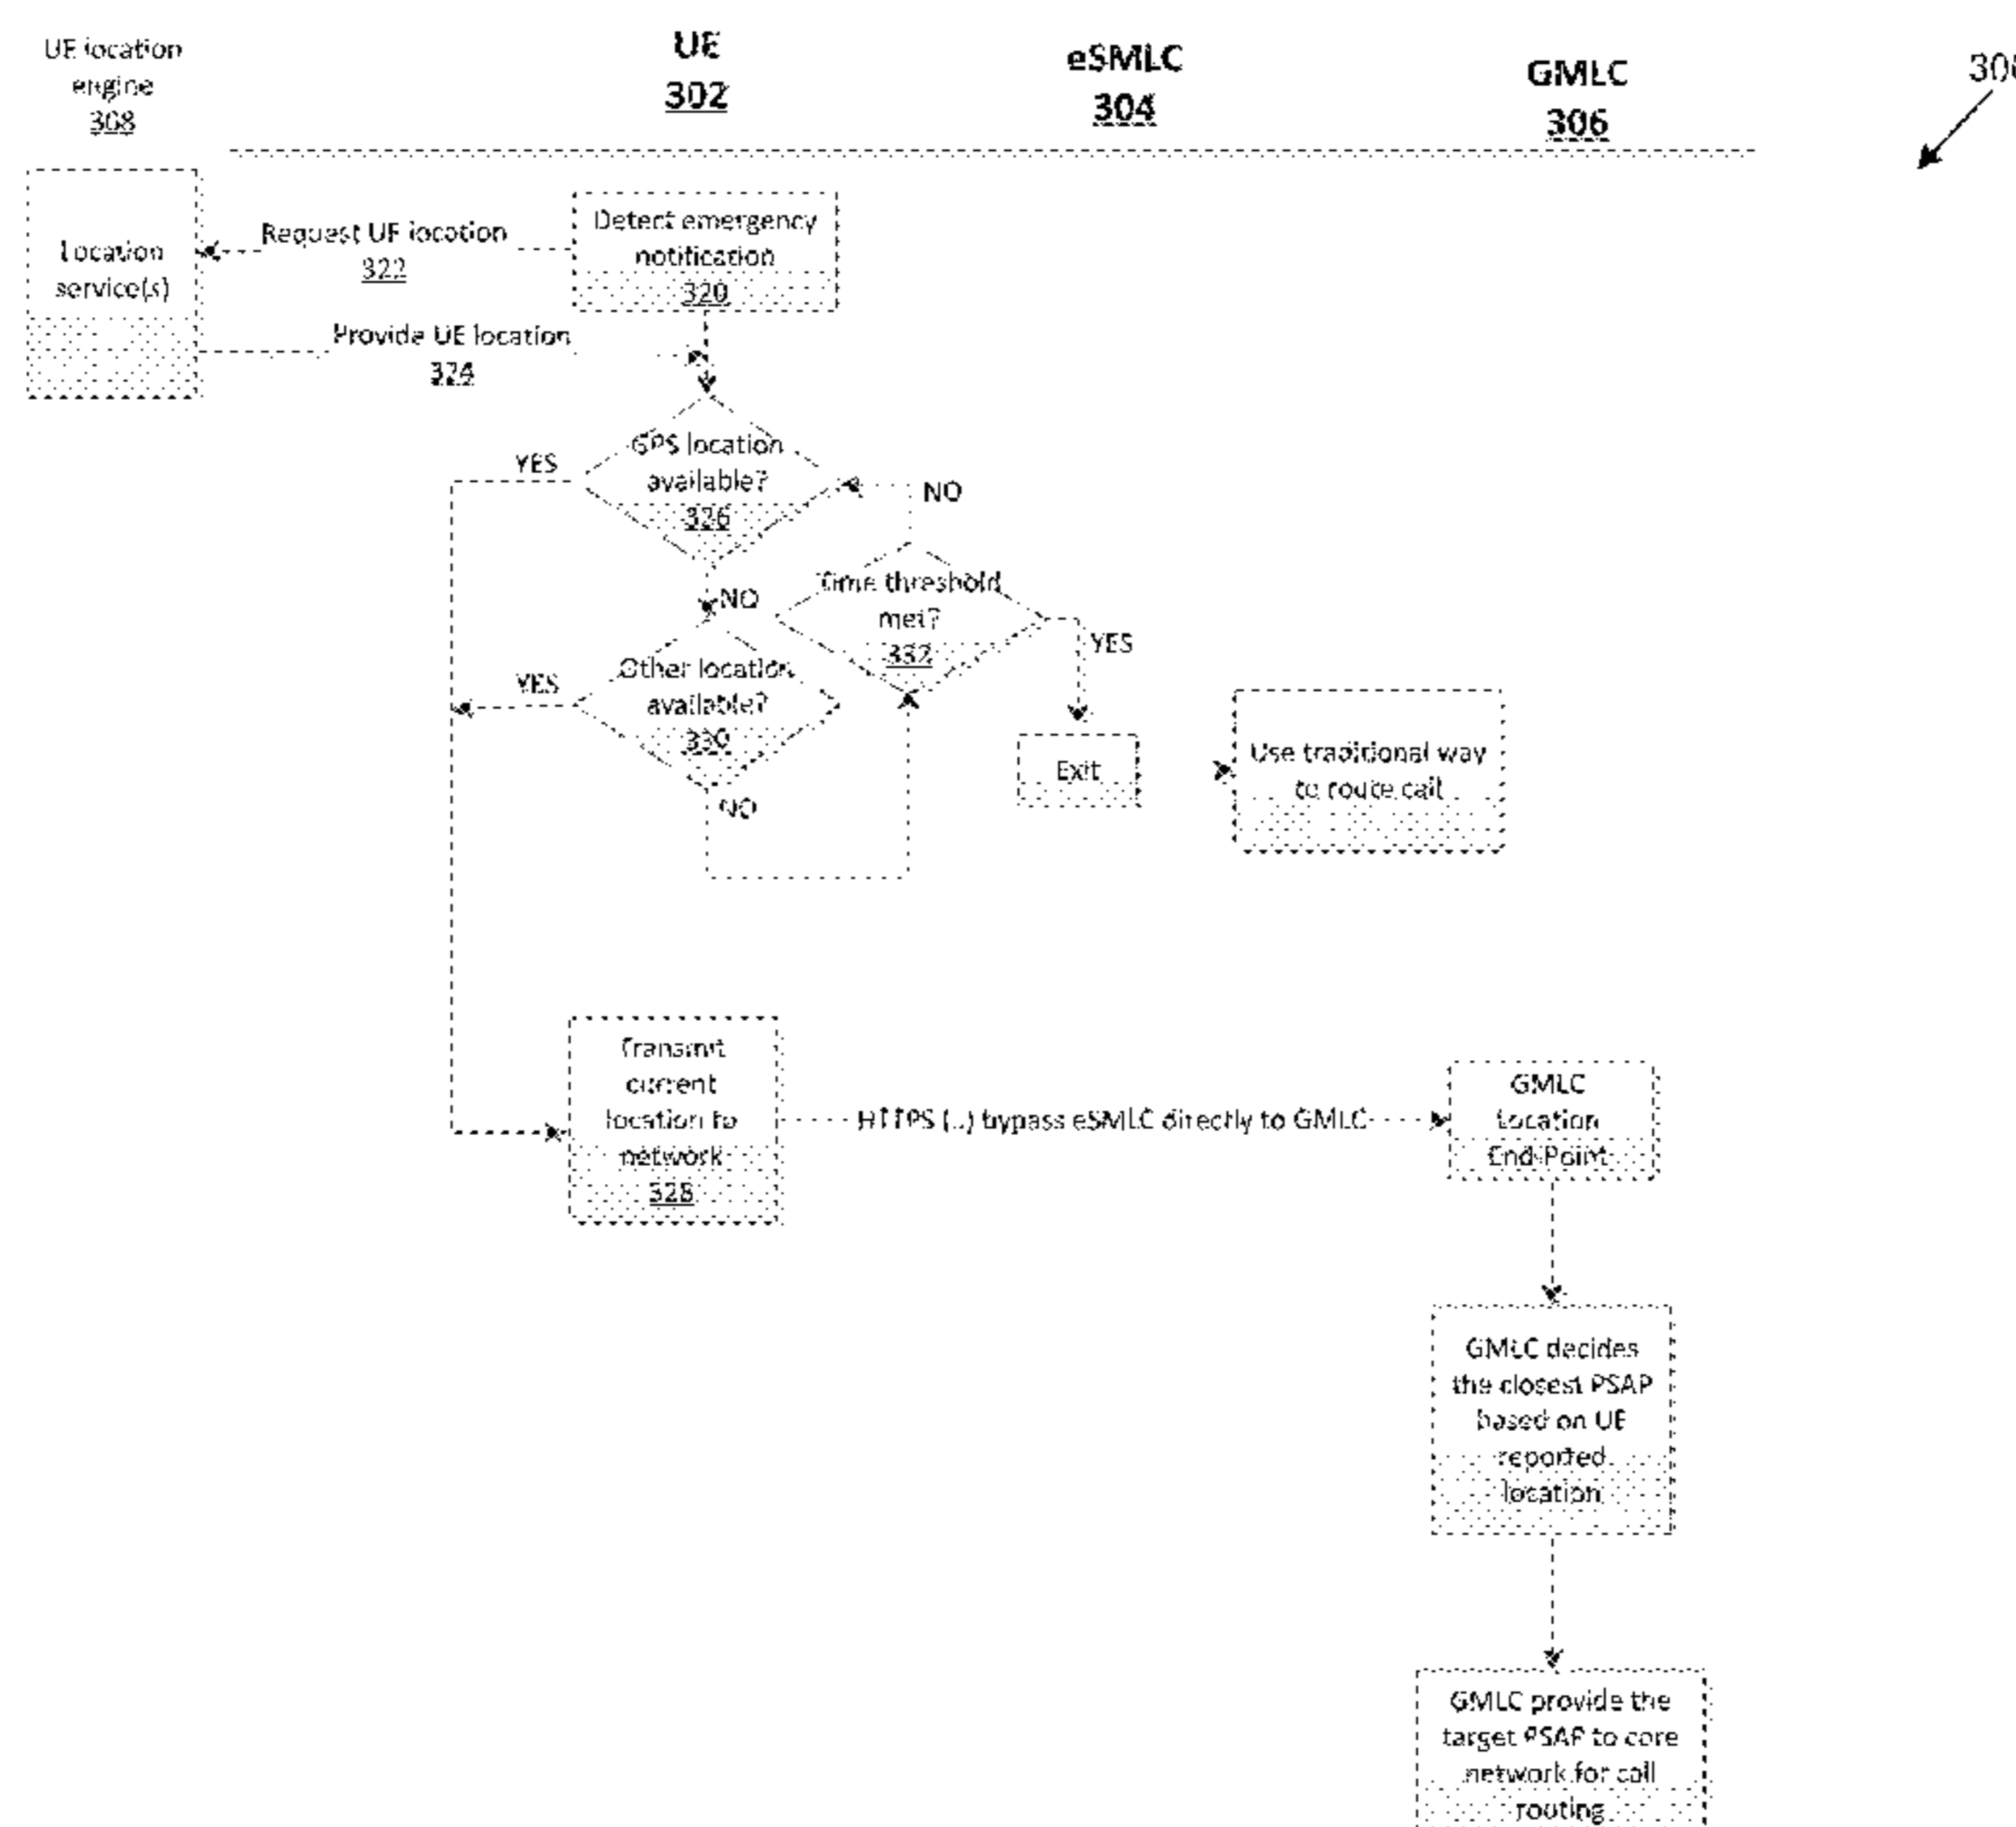 UE location
engine
308
UE
302
eSMLC
304
GMLC
306
Location
service(s)
Request UE location
322
Detect emergency
notification
320
Provide UE location
324
GPS location
available?
326
YES
NO
NO
Time threshold
met?
332
YES
Other location
available?
330
YES
NO
Exit
Use traditional way
to route call
Transmit
current
location to
network
328
HTTPS (..) bypass eSMLC directly to GMLC
GMLC
Location
End-Point
GMLC decides
the closest PSAP
based on UE
reported
location
GMLC provide the
target PSAP to core
network for call
routing